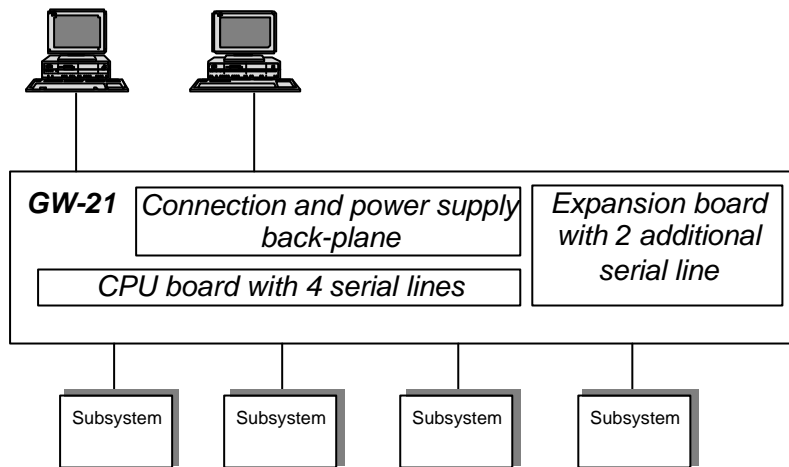 GW-21
Connection and power supply
back-plane
Expansion board
with 2 additional
serial line
CPU board with 4 serial lines
Subsystem
Subsystem
Subsystem
Subsystem